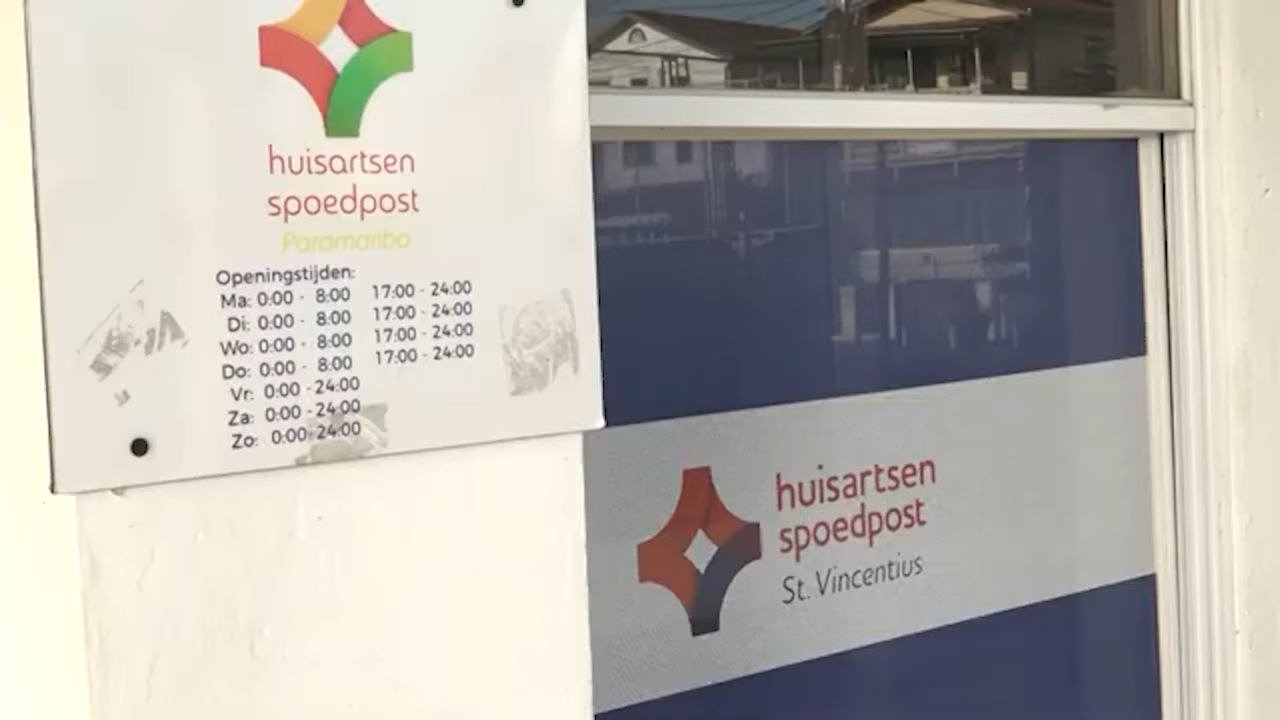 huisartsen
spoedpost
Paramaribo
Openingstijden:
Ma: 0:00 - 8:00 17:00 - 24:00
Di: 0:00 - 8:00 17:00 - 24:00
Wo: 0:00 - 8:00 17:00 - 24:00
Do: 0:00 - 8:00 17:00 - 24:00
Vr: 0:00 - 24:00
Za: 0:00 - 24:00
Zo: 0:00 - 24:00
huisartsen
spoedpost
St. Vincentius